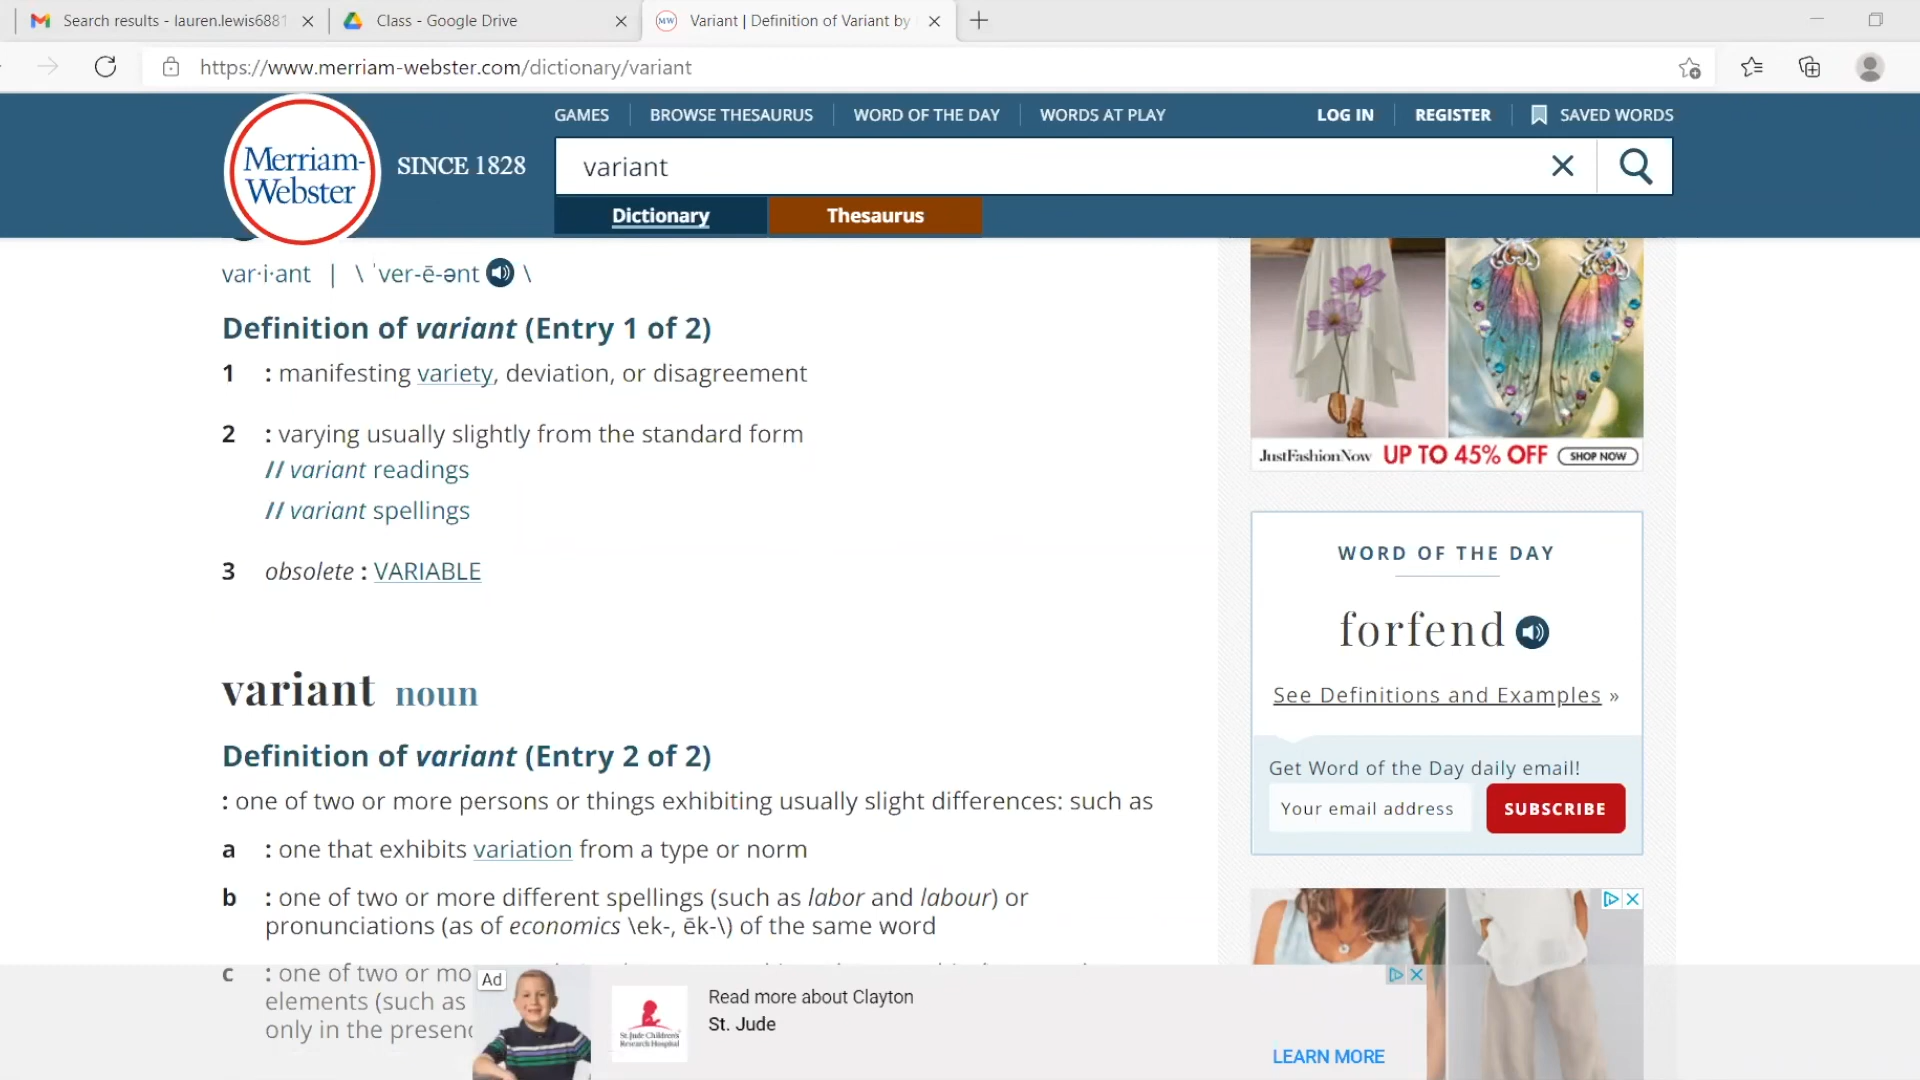 Search results - lauren.lewis6881
Class - Google Drive
Variant | Definition of Variant by
https://www.merriam-webster.com/dictionary/variant
GAMES
BROWSE THESAURUS
WORD OF THE DAY
WORDS AT PLAY
LOG IN
REGISTER
SAVED WORDS
Merriam-
Webster
SINCE 1828
variant
Dictionary
Thesaurus
var·i·ant | \ ˈver-ē-ənt \
Definition of variant (Entry 1 of 2)
1 : manifesting variety, deviation, or disagreement
2 : varying usually slightly from the standard form
// variant readings
// variant spellings
3 obsolete : VARIABLE
variant noun
Definition of variant (Entry 2 of 2)
: one of two or more persons or things exhibiting usually slight differences: such as
a : one that exhibits variation from a type or norm
b : one of two or more different spellings (such as labor and labour) or
pronunciations (as of economics \ek-, ēk-\) of the same word
c : one of two or mo
elements (such as
only in the presenc
JustFashionNow UP TO 45% OFF SHOP NOW
WORD OF THE DAY
forfend
See Definitions and Examples »
Get Word of the Day daily email!
Your email address
SUBSCRIBE
Ad
St. Jude Children's
Research Hospital
Read more about Clayton
St. Jude
LEARN MORE